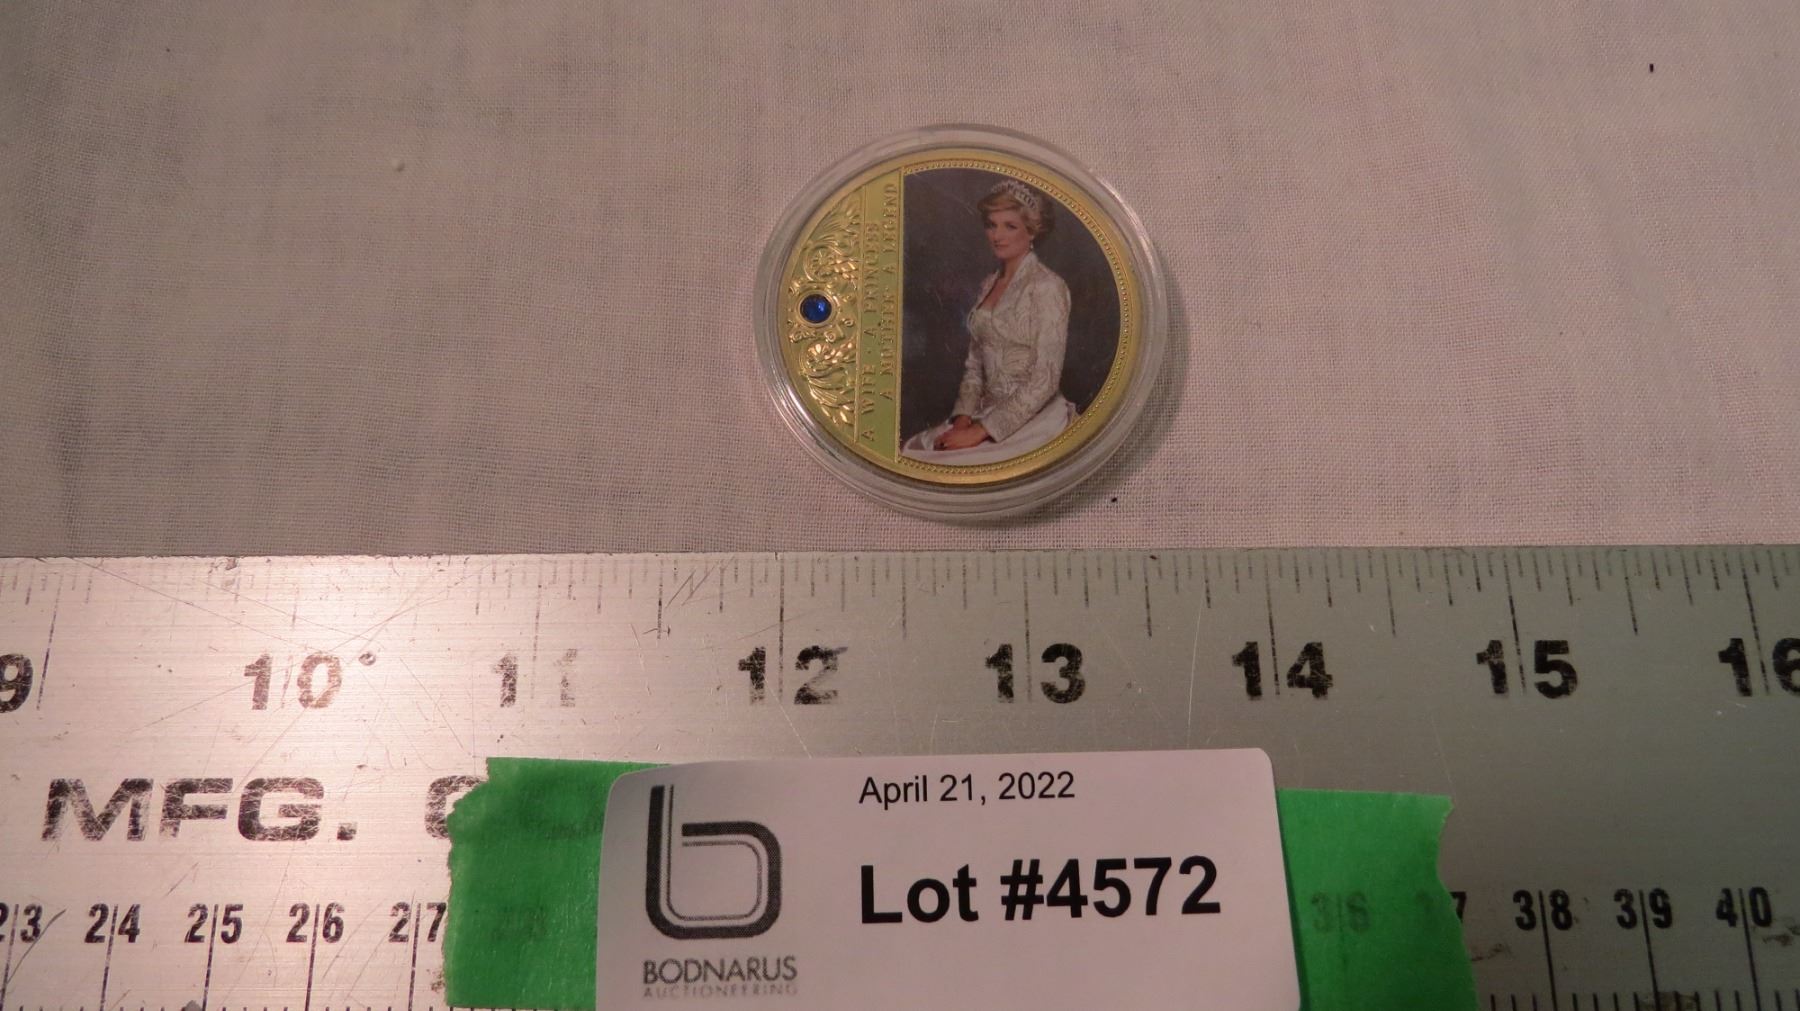 A WIFE · A PRINCESS
A MOTHER · A LEGEND
9 10 11 12 13 14 15 16
MFG.
23 24 25 26 27 36 38 39 40
April 21, 2022
Lot #4572
b
BODNARUS
AUCTIONEERING